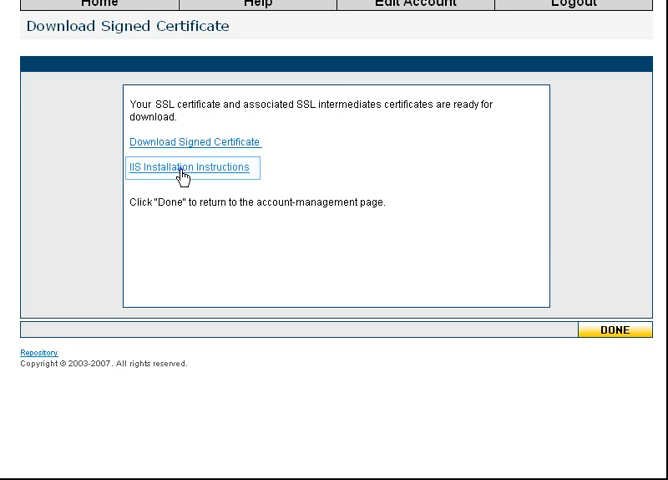 Home Help Edit Account Logout
Download Signed Certificate
Your SSL certificate and associated SSL intermediates certificates are ready for
download.
Download Signed Certificate
IIS Installation Instructions
Click "Done" to return to the account-management page.
DONE
Repository
Copyright © 2003-2007. All rights reserved.